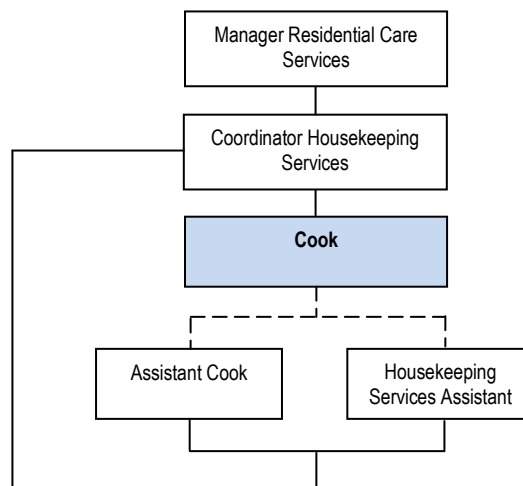 Manager Residential Care
Services
Coordinator Housekeeping
Services
Cook
Assistant Cook
Housekeeping
Services Assistant